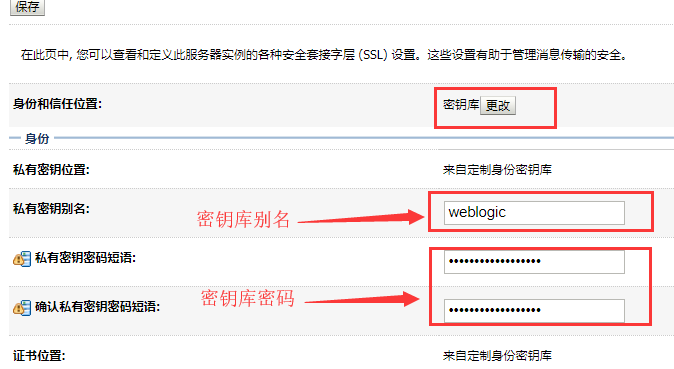 保存
在此页中, 您可以查看和定义此服务器实例的各种安全套接字层 (SSL) 设置。这些设置有助于管理消息传输的安全。
身份和信任位置: 密钥库 更改
身份
私有密钥位置: 来自定制身份密钥库
私有密钥别名: 密钥库别名 weblogic
私有密钥密码短语: ••••••••••••••••••
密钥库密码
确认私有密钥密码短语: ••••••••••••••••••
证书位置: 来自定制身份密钥库